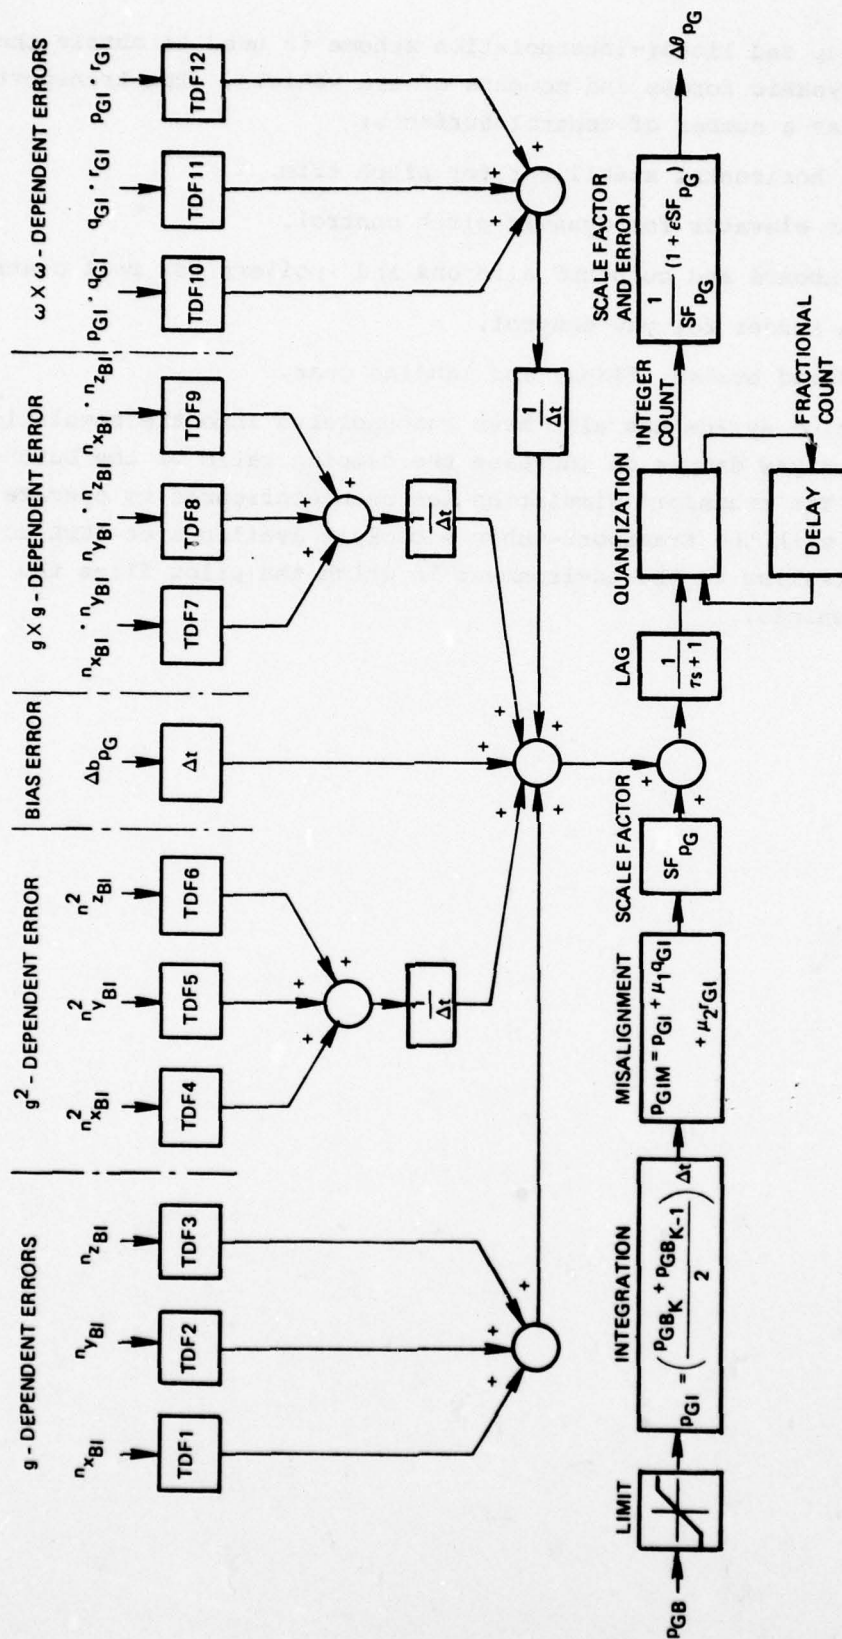 g - DEPENDENT ERRORS
g² - DEPENDENT ERROR
BIAS ERROR
g X g - DEPENDENT ERROR
ω X ω - DEPENDENT ERRORS
n_xBI
n_yBI
n_zBI
n²_xBI
n²_yBI
n²_zBI
Δb_pG
n_xBI · n_yBI
n_yBI · n_zBI
n_xBI · n_zBI
p_GI · q_GI
q_GI · r_GI
p_GI · r_GI
TDF1
TDF2
TDF3
TDF4
TDF5
TDF6
Δt
TDF7
TDF8
TDF9
TDF10
TDF11
TDF12
+ + +
+ + +
+ + +
+ + +
1/Δt
1/Δt
1/Δt
+ + + + +
LIMIT
INTEGRATION
MISALIGNMENT
SCALE FACTOR
LAG
QUANTIZATION
INTEGER
COUNT
SCALE FACTOR
AND ERROR
p_GB
p_GI = ((p_GB_K + p_GB_K-1)/2) Δt
p_GIM = p_GI + μ₁q_GI
+ μ₂r_GI
SF_pG
+ +
1/(τs + 1)
1/SF_pG (1 + εSF_pG)
Δθ_pG
DELAY
FRACTIONAL
COUNT